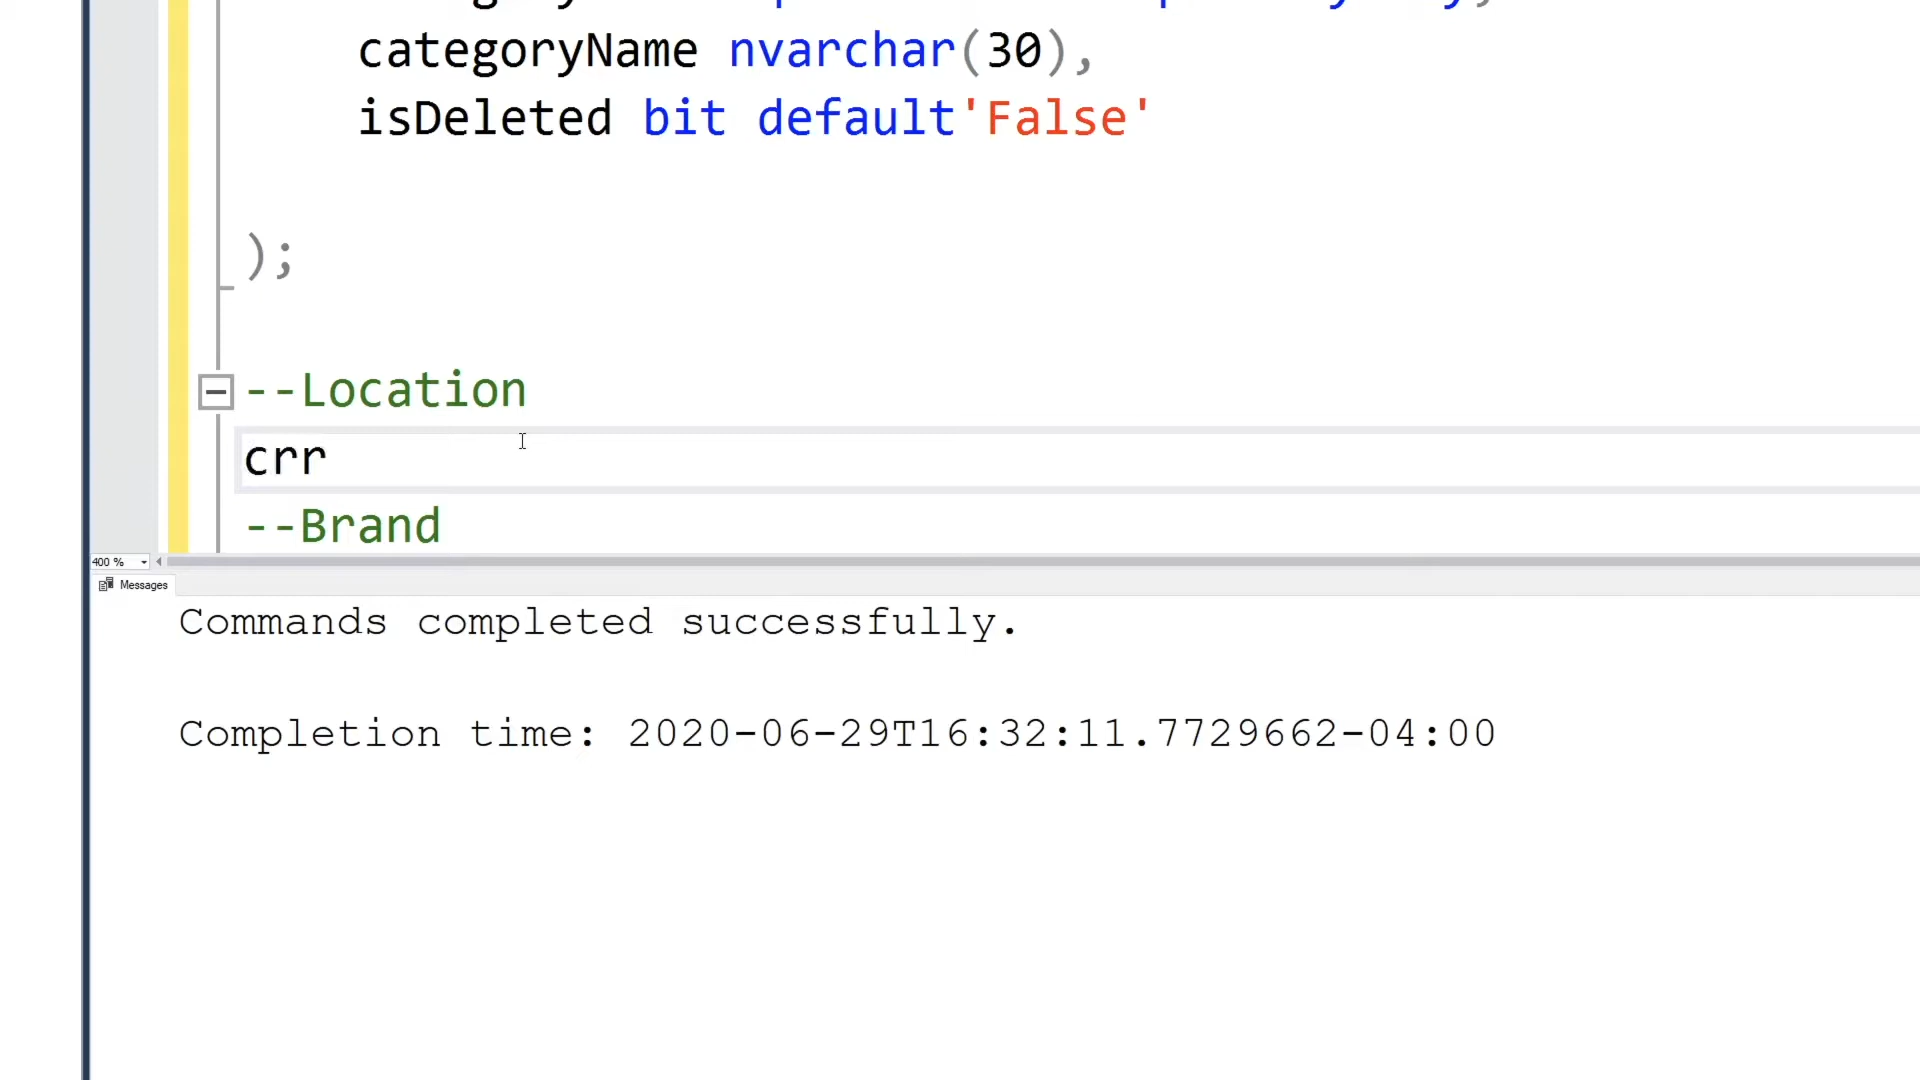 categoryName nvarchar(30),
isDeleted bit default'False'
);
--Location
crr
--Brand
400 %
Messages
Commands completed successfully.
Completion time: 2020-06-29T16:32:11.7729662-04:00